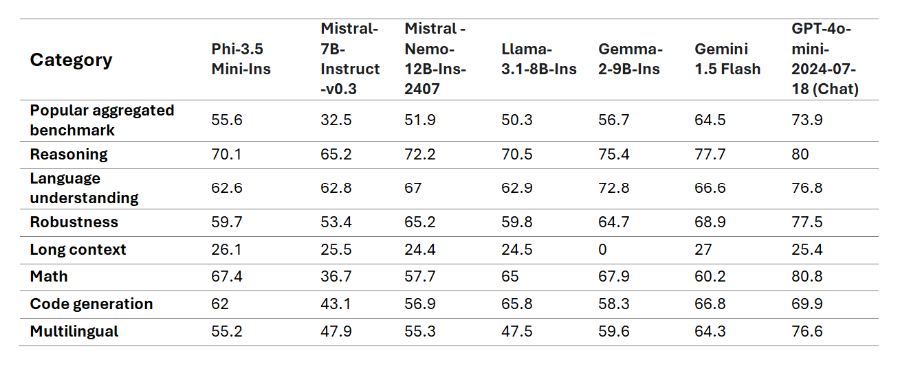 Category Phi-3.5 Mini-Ins Mistral-7B-Instruct-v0.3 Mistral -Nemo-12B-Ins-2407 Llama-3.1-8B-Ins Gemma-2-9B-Ins Gemini 1.5 Flash GPT-4o-mini-2024-07-18 (Chat)
Popular aggregated benchmark 55.6 32.5 51.9 50.3 56.7 64.5 73.9
Reasoning 70.1 65.2 72.2 70.5 75.4 77.7 80
Language understanding 62.6 62.8 67 62.9 72.8 66.6 76.8
Robustness 59.7 53.4 65.2 59.8 64.7 68.9 77.5
Long context 26.1 25.5 24.4 24.5 0 27 25.4
Math 67.4 36.7 57.7 65 67.9 60.2 80.8
Code generation 62 43.1 56.9 65.8 58.3 66.8 69.9
Multilingual 55.2 47.9 55.3 47.5 59.6 64.3 76.6